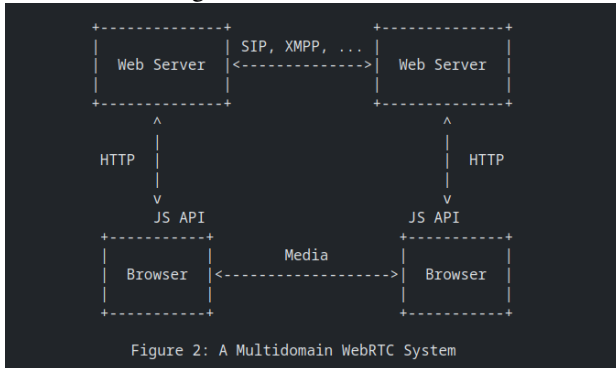 SIP, XMPP, ...
Web Server Web Server
HTTP HTTP
JS API JS API
Media
Browser Browser
Figure 2: A Multidomain WebRTC System